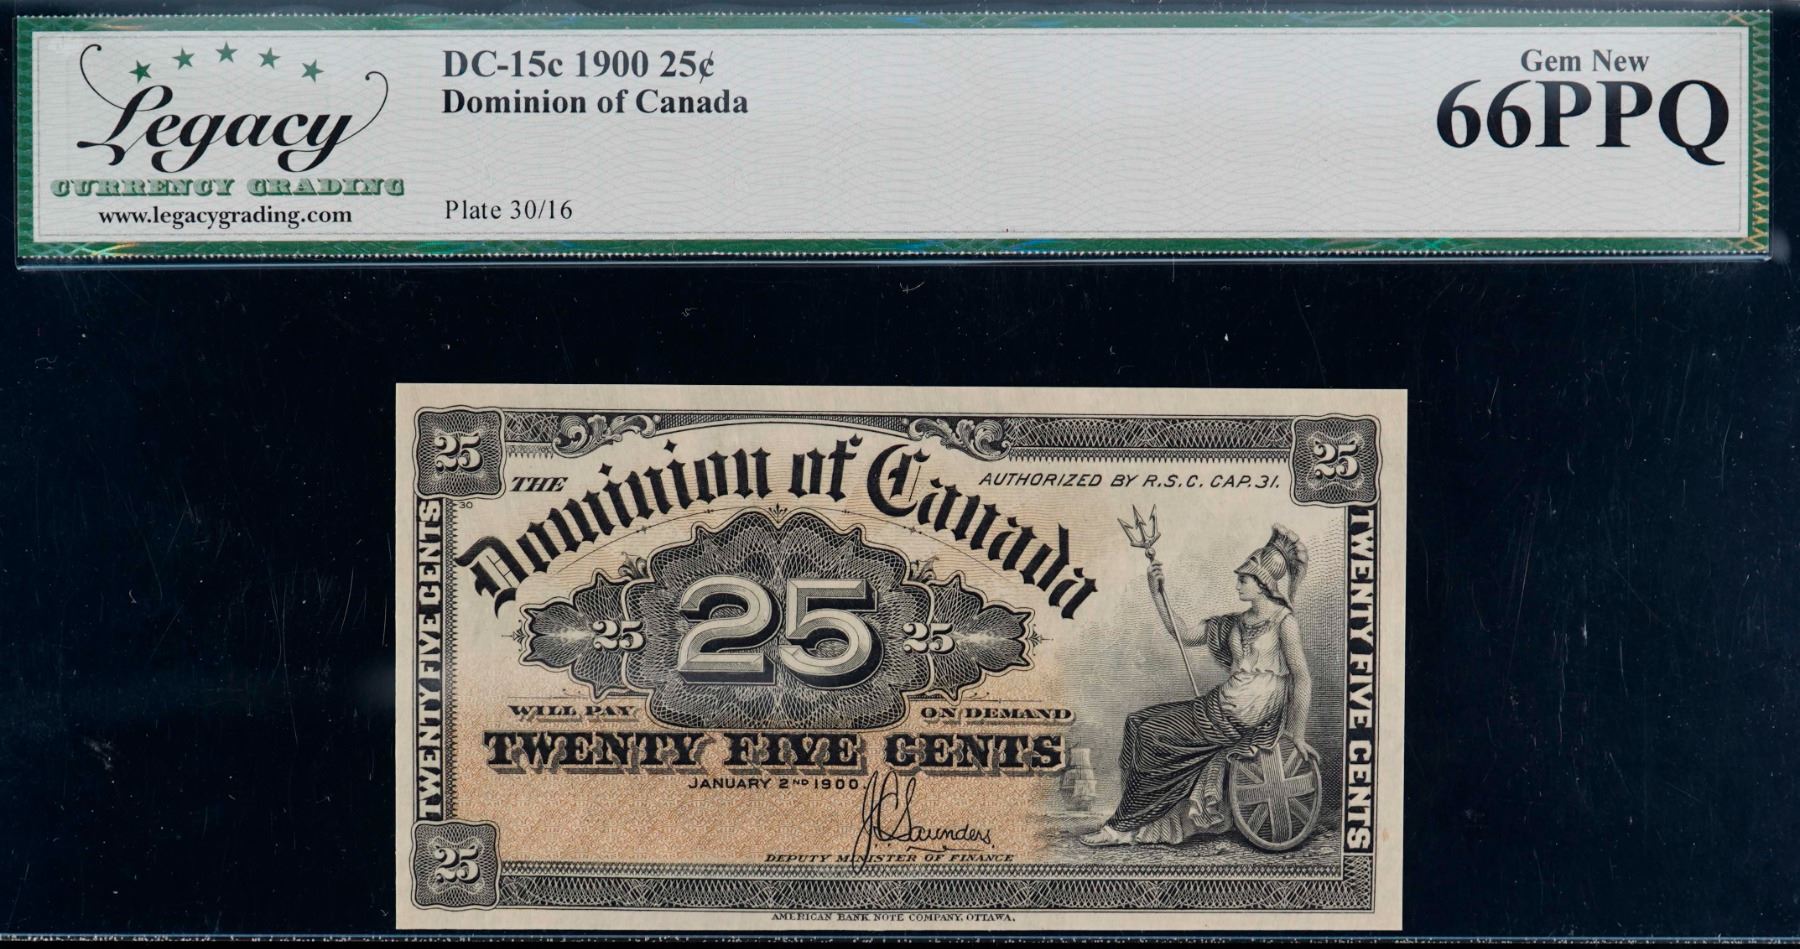 Legacy
CURRENCY GRADING
www.legacygrading.com
DC-15c 1900 25¢
Dominion of Canada
Plate 30/16
Gem New
66PPQ
25
25
THE
Dominion of Canada
AUTHORIZED BY R.S.C. CAP. 31.
30
25
25
25
WILL PAY
ON DEMAND
TWENTY FIVE CENTS
JANUARY 2ND 1900.
J C Saunders
DEPUTY MINISTER OF FINANCE
TWENTY FIVE CENTS
TWENTY FIVE CENTS
25
AMERICAN BANK NOTE COMPANY, OTTAWA.